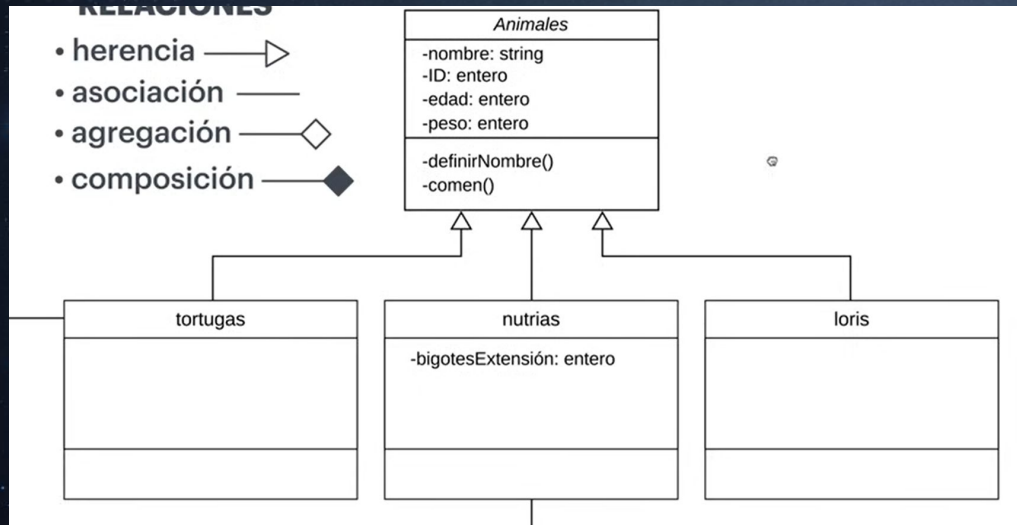 RELACIONES
• herencia
• asociación
• agregación
• composición
Animales
-nombre: string
-ID: entero
-edad: entero
-peso: entero
-definirNombre()
-comen()
tortugas
nutrias
-bigotesExtensión: entero
loris